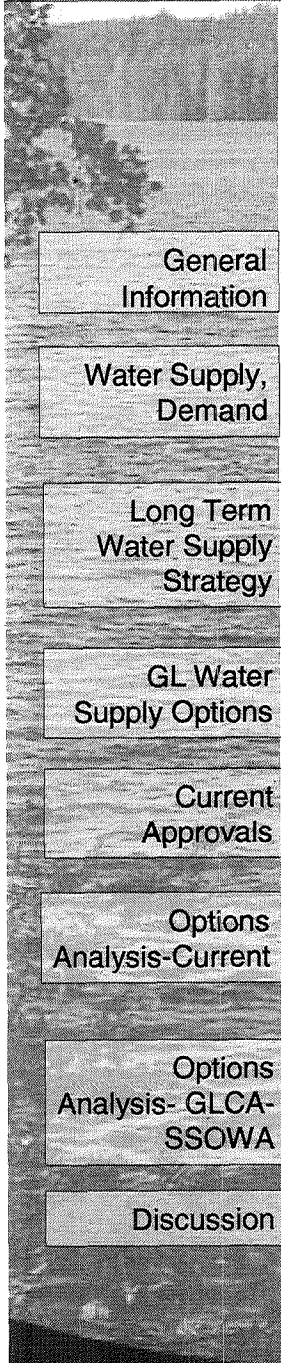 General
Information
Water Supply,
Demand
Long Term
Water Supply
Strategy
GL Water
Supply Options
Current
Approvals
Options
Analysis-Current
Options
Analysis- GLCA-
SSOWA
Discussion